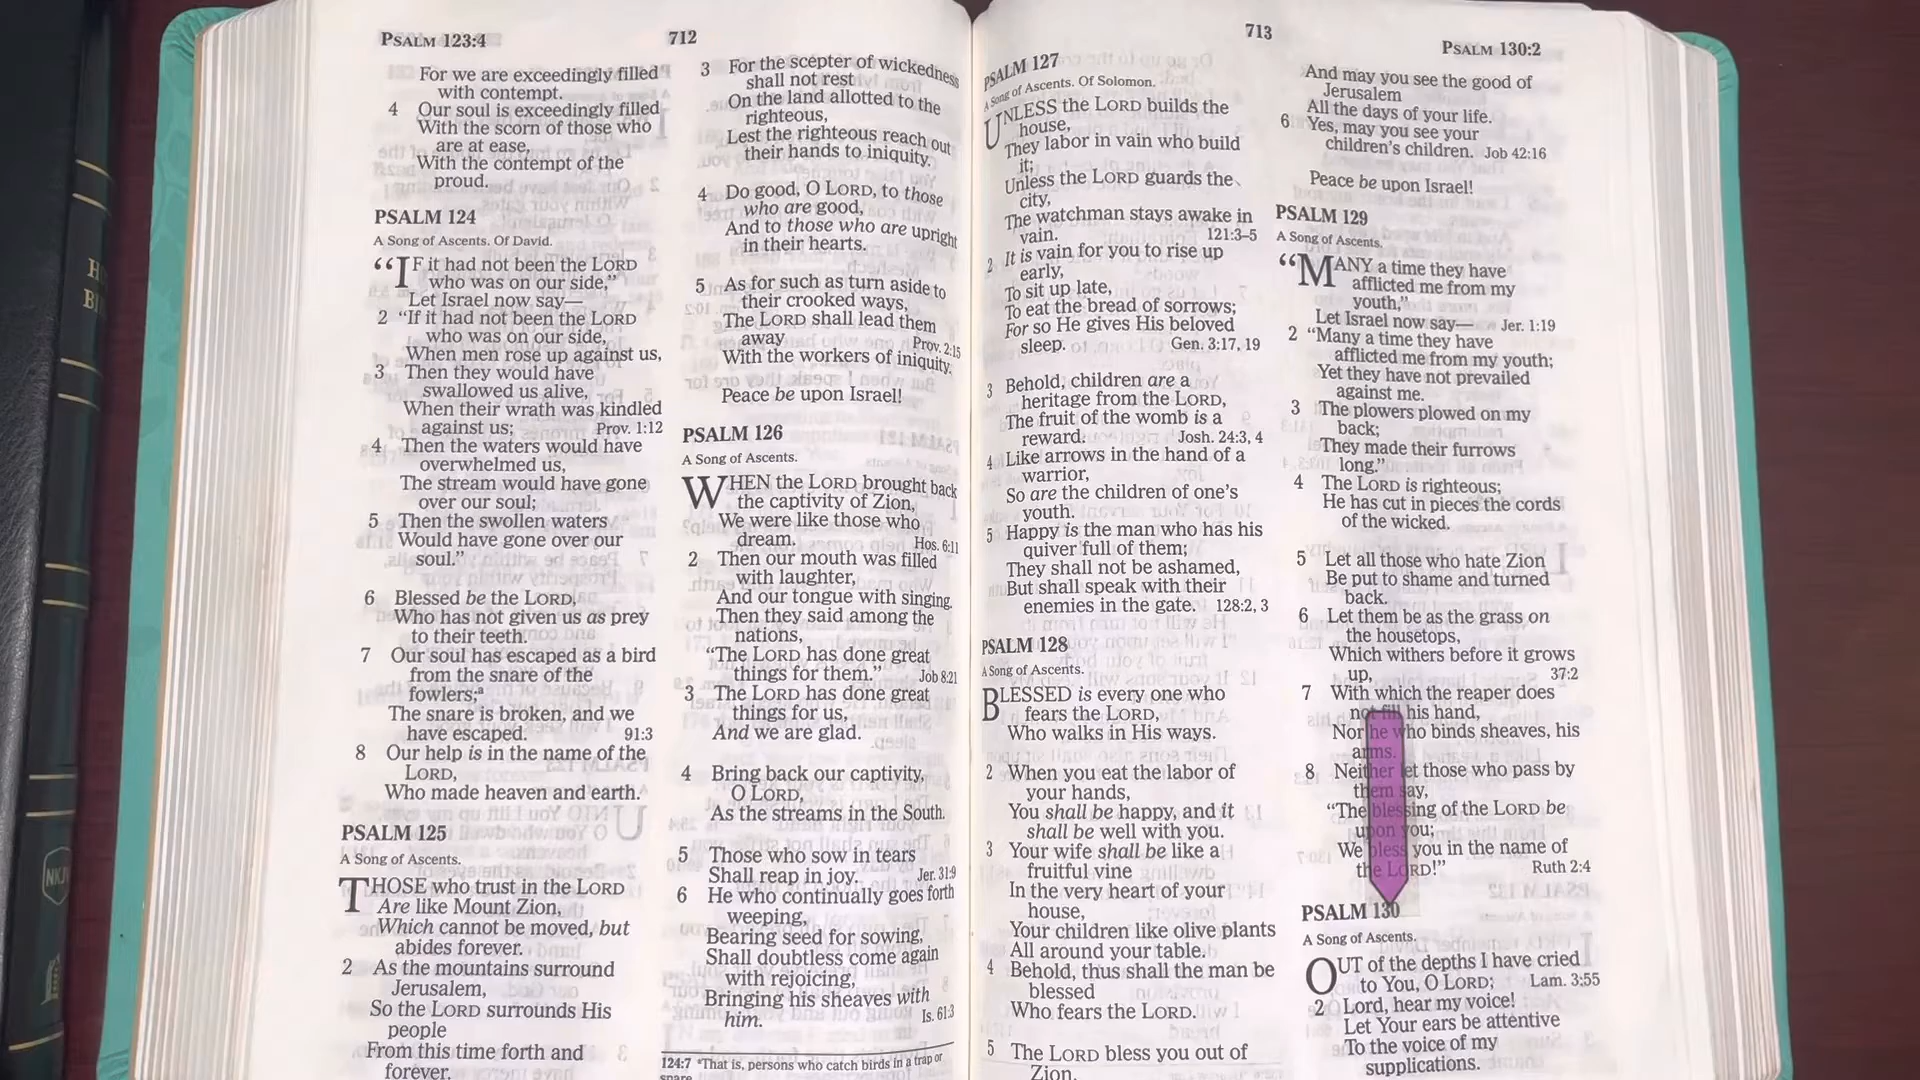 PSALM 123:4
712
For we are exceedingly filled
with contempt.
4 Our soul is exceedingly filled
With the scorn of those who
are at ease,
With the contempt of the
proud.
PSALM 124
A Song of Ascents. Of David.
“IF it had not been the LORD
who was on our side,”
Let Israel now say—
2 “If it had not been the LORD
who was on our side,
When men rose up against us,
3 Then they would have
swallowed us alive,
When their wrath was kindled
against us; Prov. 1:12
4 Then the waters would have
overwhelmed us,
The stream would have gone
over our soul;
5 Then the swollen waters
Would have gone over our
soul.”
6 Blessed be the LORD,
Who has not given us as prey
to their teeth.
7 Our soul has escaped as a bird
from the snare of the
fowlers;a
The snare is broken, and we
have escaped. 91:3
8 Our help is in the name of the
LORD,
Who made heaven and earth.
PSALM 125
A Song of Ascents.
THOSE who trust in the LORD
Are like Mount Zion,
Which cannot be moved, but
abides forever.
2 As the mountains surround
Jerusalem,
So the LORD surrounds His
people
From this time forth and
forever.
3 For the scepter of wickedness
shall not rest
On the land allotted to the
righteous,
Lest the righteous reach out
their hands to iniquity.
4 Do good, O LORD, to those
who are good,
And to those who are upright
in their hearts.
5 As for such as turn aside to
their crooked ways,
The LORD shall lead them
away Prov. 2:15
With the workers of iniquity.
Peace be upon Israel!
PSALM 126
A Song of Ascents.
WHEN the LORD brought back
the captivity of Zion,
We were like those who
dream. Hos. 6:11
2 Then our mouth was filled
with laughter,
And our tongue with singing.
Then they said among the
nations,
“The LORD has done great
things for them.” Job 8:21
3 The LORD has done great
things for us,
And we are glad.
4 Bring back our captivity,
O LORD,
As the streams in the South.
5 Those who sow in tears
Shall reap in joy. Jer. 31:9
6 He who continually goes forth
weeping,
Bearing seed for sowing,
Shall doubtless come again
with rejoicing,
Bringing his sheaves with
him. Is. 61:3
124:7 aThat is, persons who catch birds in a trap or
snare
713
PSALM 130:2
PSALM 127
A Song of Ascents. Of Solomon.
UNLESS the LORD builds the
house,
They labor in vain who build
it;
Unless the LORD guards the
city,
The watchman stays awake in
vain. 121:3–5
2 It is vain for you to rise up
early,
To sit up late,
To eat the bread of sorrows;
For so He gives His beloved
sleep. Gen. 3:17, 19
3 Behold, children are a
heritage from the LORD,
The fruit of the womb is a
reward. Josh. 24:3, 4
4 Like arrows in the hand of a
warrior,
So are the children of one’s
youth.
5 Happy is the man who has his
quiver full of them;
They shall not be ashamed,
But shall speak with their
enemies in the gate. 128:2, 3
PSALM 128
A Song of Ascents.
BLESSED is every one who
fears the LORD,
Who walks in His ways.
2 When you eat the labor of
your hands,
You shall be happy, and it
shall be well with you.
3 Your wife shall be like a
fruitful vine
In the very heart of your
house,
Your children like olive plants
All around your table.
4 Behold, thus shall the man be
blessed
Who fears the LORD.
5 The LORD bless you out of
Zion,
And may you see the good of
Jerusalem
All the days of your life.
6 Yes, may you see your
children’s children. Job 42:16
Peace be upon Israel!
PSALM 129
A Song of Ascents.
“MANY a time they have
afflicted me from my
youth,”
Let Israel now say— Jer. 1:19
2 “Many a time they have
afflicted me from my youth;
Yet they have not prevailed
against me.
3 The plowers plowed on my
back;
They made their furrows
long.”
4 The LORD is righteous;
He has cut in pieces the cords
of the wicked.
5 Let all those who hate Zion
Be put to shame and turned
back.
6 Let them be as the grass on
the housetops,
Which withers before it grows
up, 37:2
7 With which the reaper does
not fill his hand,
Nor he who binds sheaves, his
arms.
8 Neither let those who pass by
them say,
“The blessing of the LORD be
upon you;
We bless you in the name of
the LORD!” Ruth 2:4
PSALM 130
A Song of Ascents.
OUT of the depths I have cried
to You, O LORD; Lam. 3:55
2 Lord, hear my voice!
Let Your ears be attentive
To the voice of my
supplications.